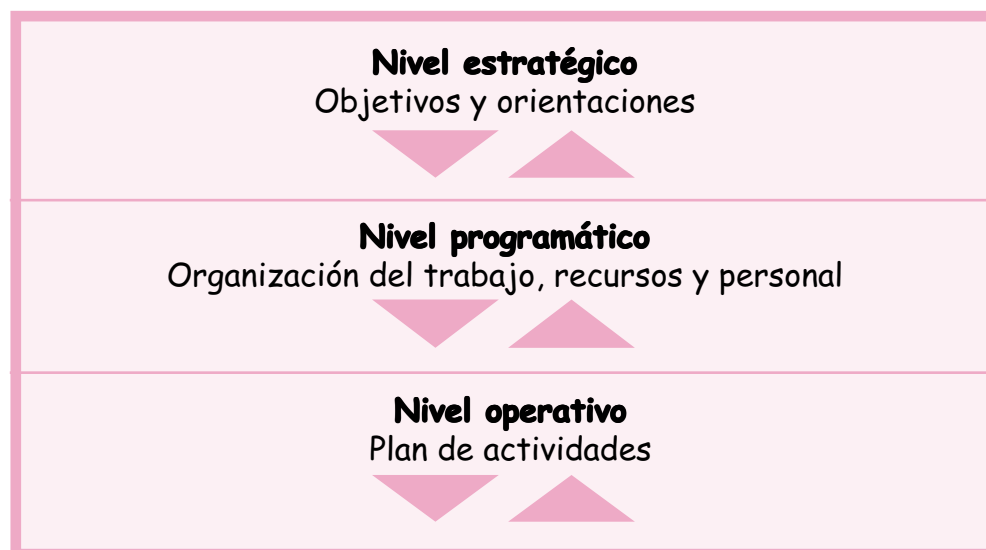 Nivel estratégico
Objetivos y orientaciones
Nivel programático
Organización del trabajo, recursos y personal
Nivel operativo
Plan de actividades